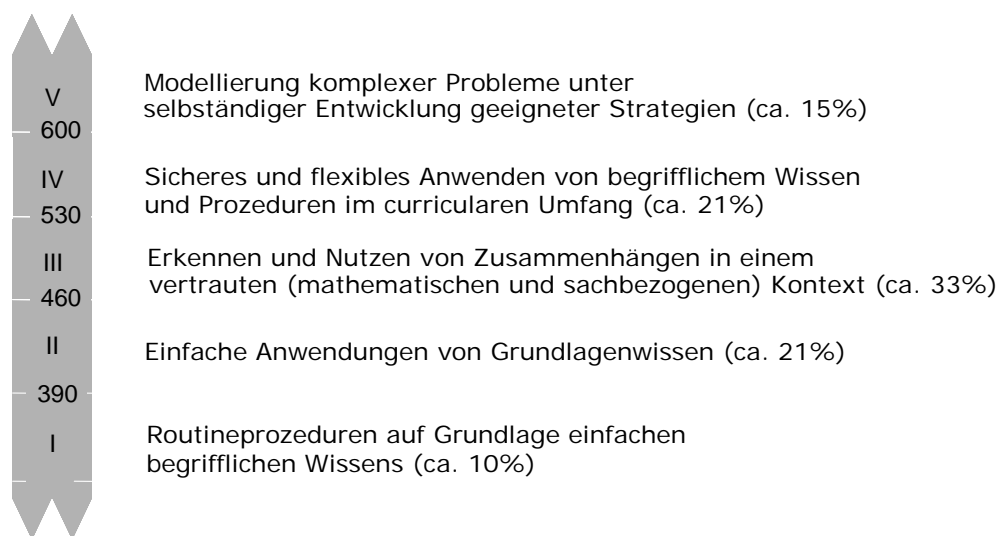 V
Modellierung komplexer Probleme unter
selbständiger Entwicklung geeigneter Strategien (ca. 15%)
600
IV
Sicheres und flexibles Anwenden von begrifflichem Wissen
und Prozeduren im curricularen Umfang (ca. 21%)
530
III
Erkennen und Nutzen von Zusammenhängen in einem
vertrauten (mathematischen und sachbezogenen) Kontext (ca. 33%)
460
II
Einfache Anwendungen von Grundlagenwissen (ca. 21%)
390
I
Routineprozeduren auf Grundlage einfachen
begrifflichen Wissens (ca. 10%)